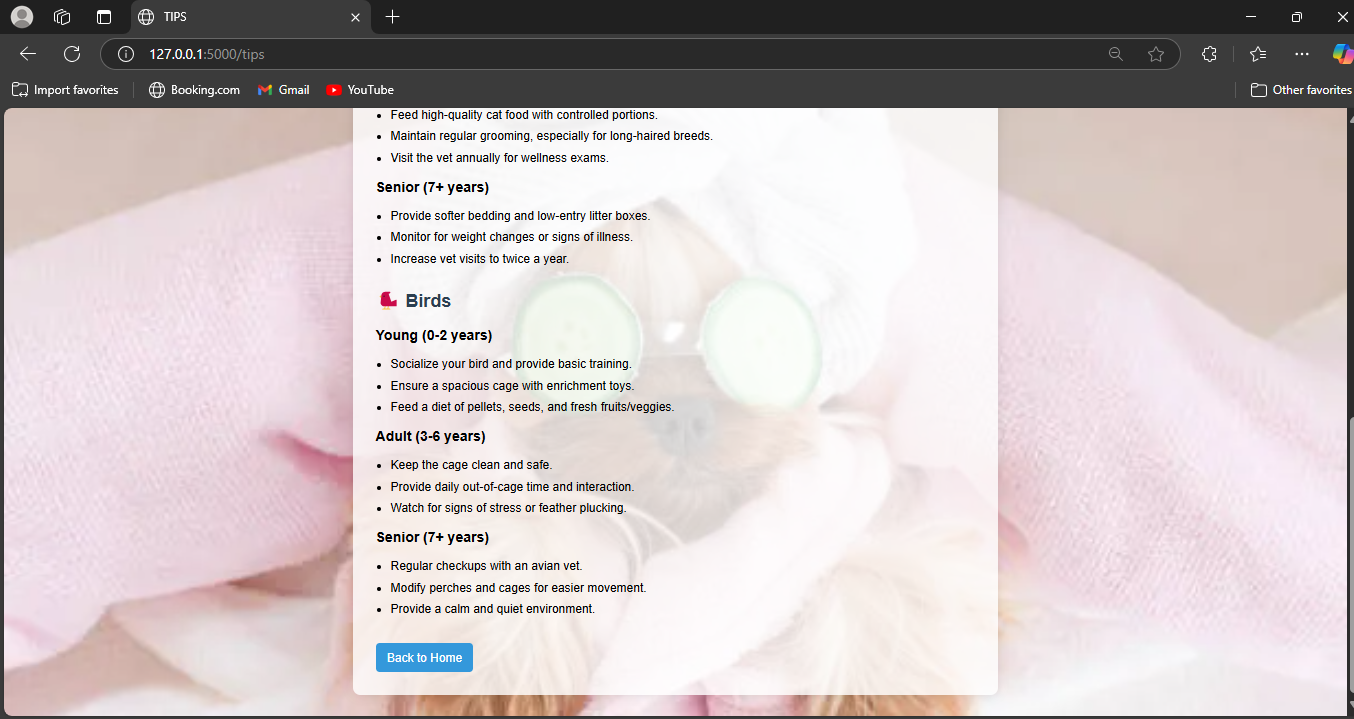 TIPS
127.0.0.1:5000/tips
Import favorites
Booking.com
Gmail
YouTube
Other favorites
Feed high-quality cat food with controlled portions.
Maintain regular grooming, especially for long-haired breeds.
Visit the vet annually for wellness exams.
Senior (7+ years)
Provide softer bedding and low-entry litter boxes.
Monitor for weight changes or signs of illness.
Increase vet visits to twice a year.
Birds
Young (0-2 years)
Socialize your bird and provide basic training.
Ensure a spacious cage with enrichment toys.
Feed a diet of pellets, seeds, and fresh fruits/veggies.
Adult (3-6 years)
Keep the cage clean and safe.
Provide daily out-of-cage time and interaction.
Watch for signs of stress or feather plucking.
Senior (7+ years)
Regular checkups with an avian vet.
Modify perches and cages for easier movement.
Provide a calm and quiet environment.
Back to Home